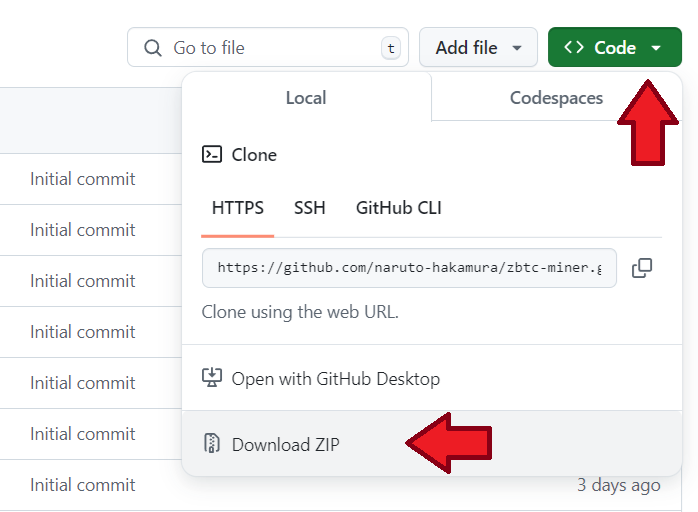 Go to file t Add file Code
Local Codespaces
Initial commit
Clone
Initial commit
HTTPS SSH GitHub CLI
Initial commit
https://github.com/naruto-hakamura/zbtc-miner.g
Initial commit
Clone using the web URL.
Initial commit
Open with GitHub Desktop
Initial commit
Download ZIP
Initial commit 3 days ago